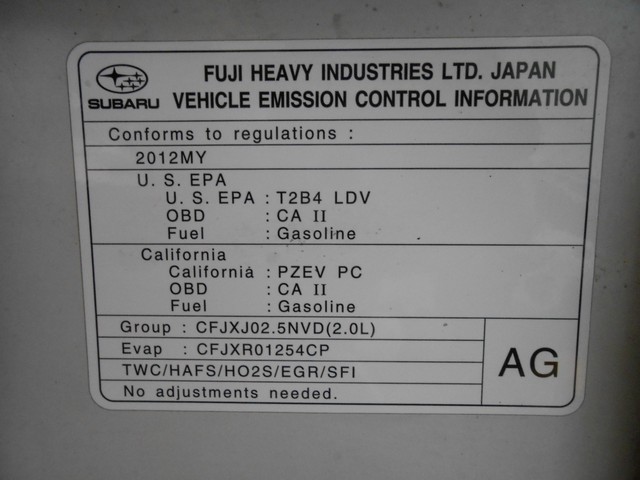 FUJI HEAVY INDUSTRIES LTD. JAPAN
SUBARU VEHICLE EMISSION CONTROL INFORMATION
Conforms to regulations :
2012MY
U. S. EPA
U. S. EPA : T2B4 LDV
OBD : CA II
Fuel : Gasoline
California
California : PZEV PC
OBD : CA II
Fuel : Gasoline
Group : CFJXJ02.5NVD(2.0L)
Evap : CFJXR01254CP
TWC/HAFS/HO2S/EGR/SFI
No adjustments needed.
AG